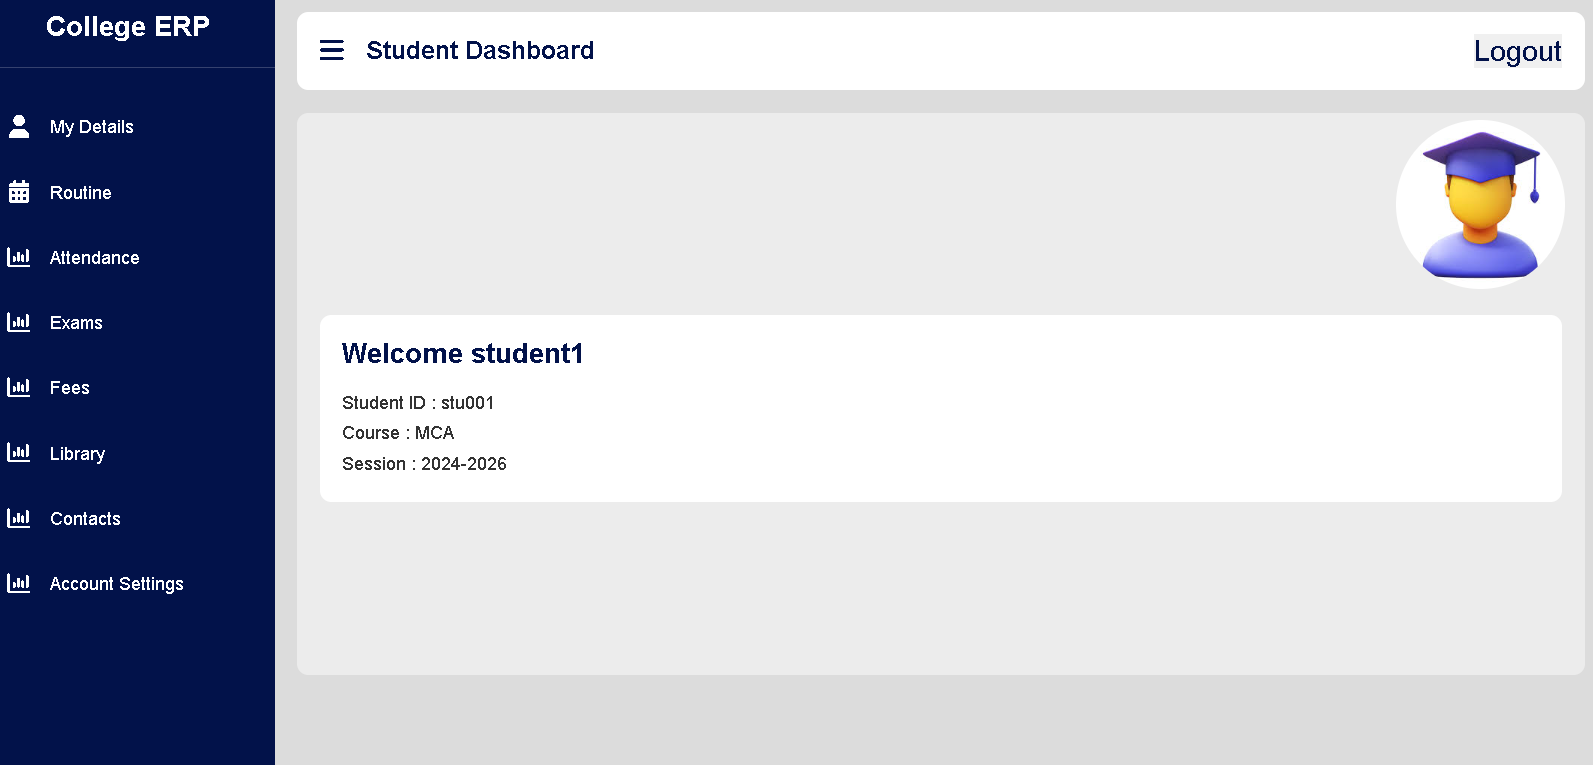 College ERP
My Details
Routine
Attendance
Exams
Fees
Library
Contacts
Account Settings
Student Dashboard
Logout
Welcome student1
Student ID : stu001
Course : MCA
Session : 2024-2026